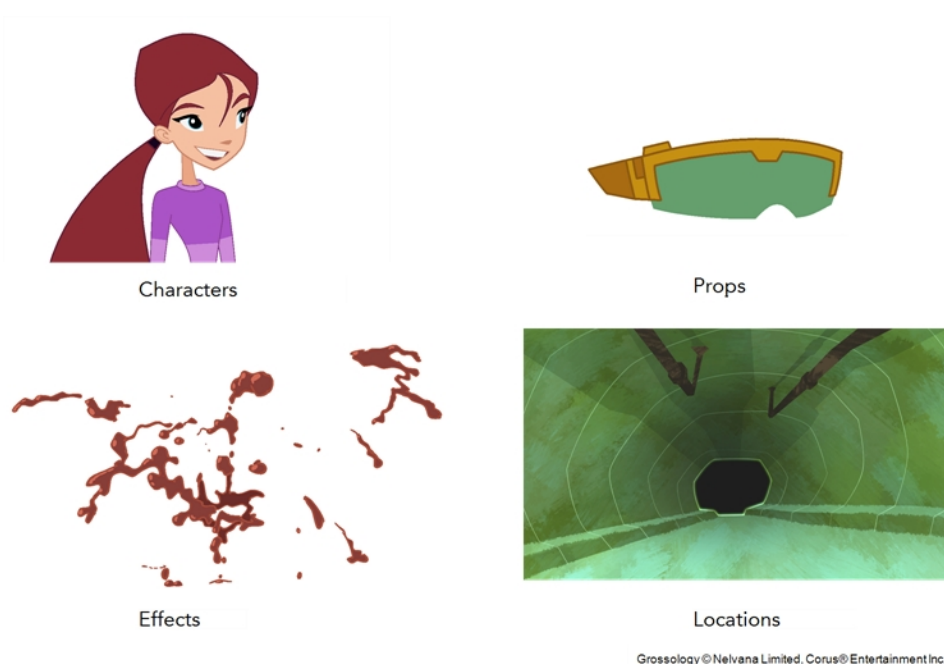 Characters
Props
Effects
Locations
Grossology © Nelvana Limited, Corus® Entertainment Inc